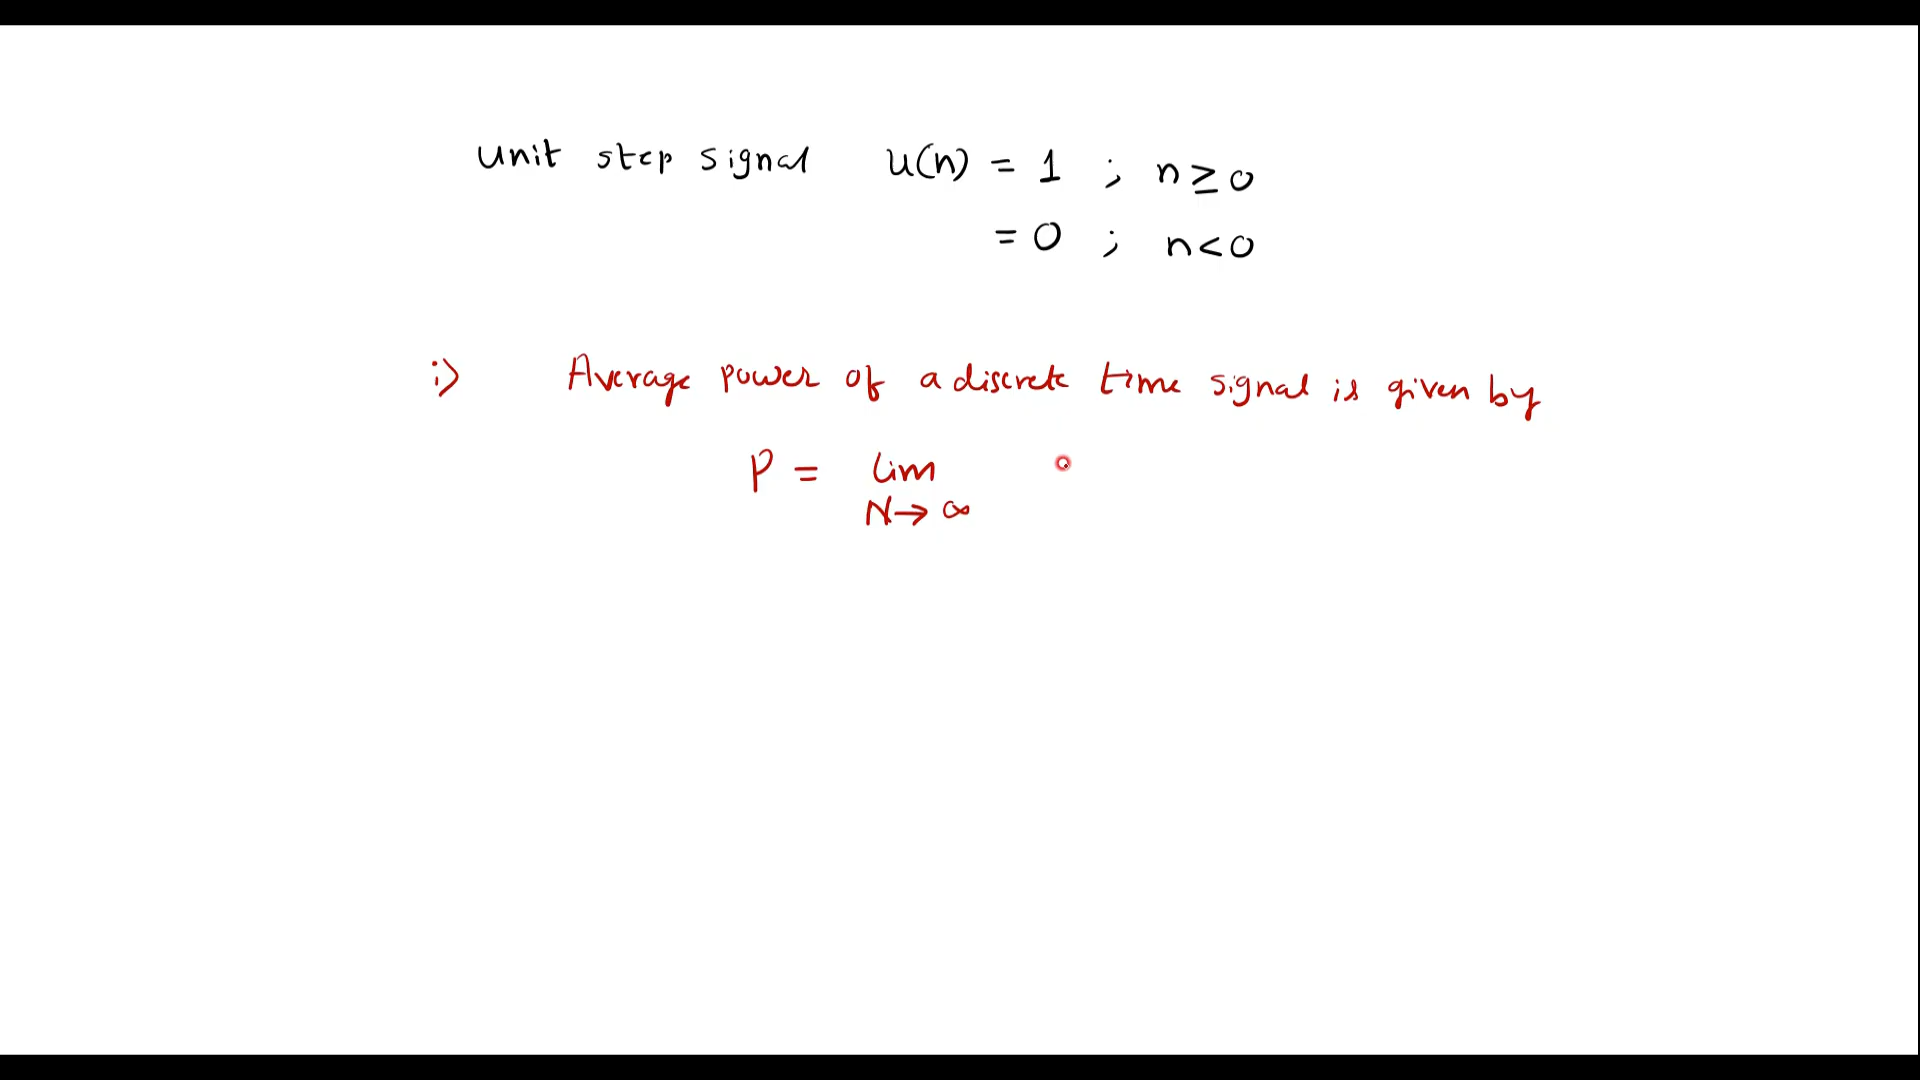 unit step signal u(n) = 1 ; n ≥ 0
= 0 ; n < 0
i) Average power of a discrete time signal is given by
P = lim
N → ∞